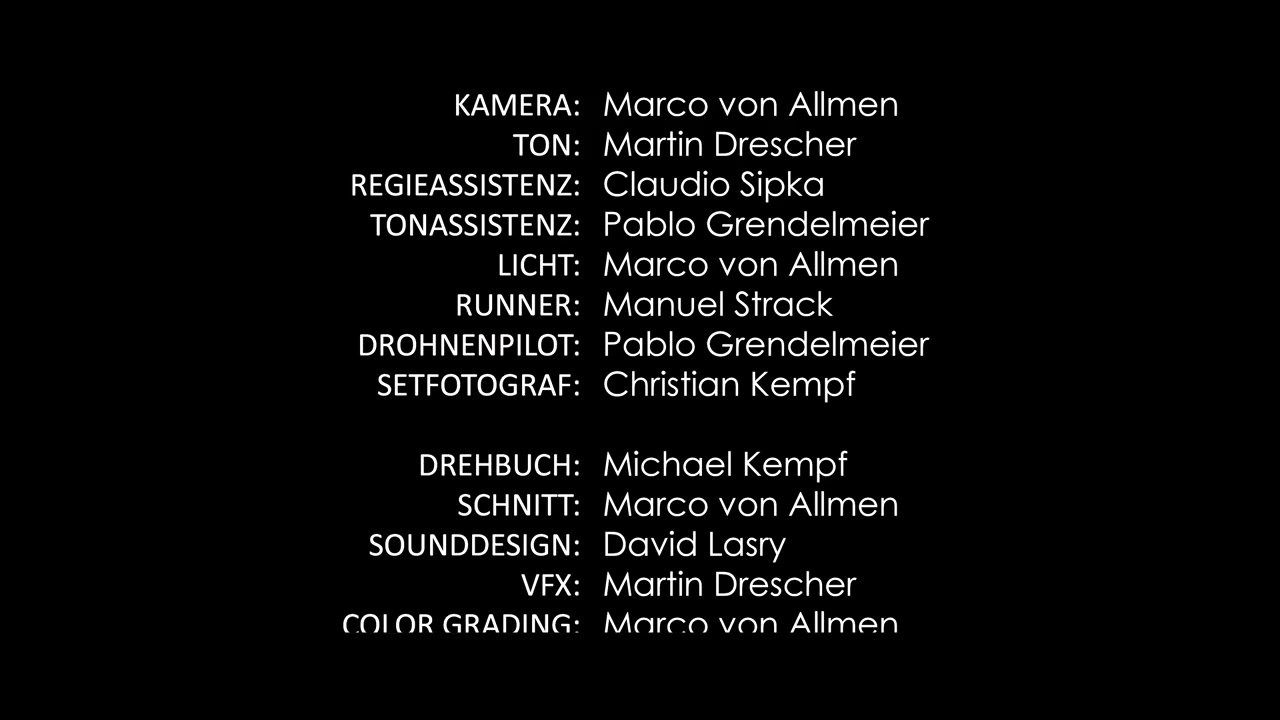 KAMERA: Marco von Allmen
TON: Martin Drescher
REGIEASSISTENZ: Claudio Sipka
TONASSISTENZ: Pablo Grendelmeier
LICHT: Marco von Allmen
RUNNER: Manuel Strack
DROHNENPILOT: Pablo Grendelmeier
SETFOTOGRAF: Christian Kempf
DREHBUCH: Michael Kempf
SCHNITT: Marco von Allmen
SOUNDDESIGN: David Lasry
VFX: Martin Drescher
COLOR GRADING: Marco von Allmen